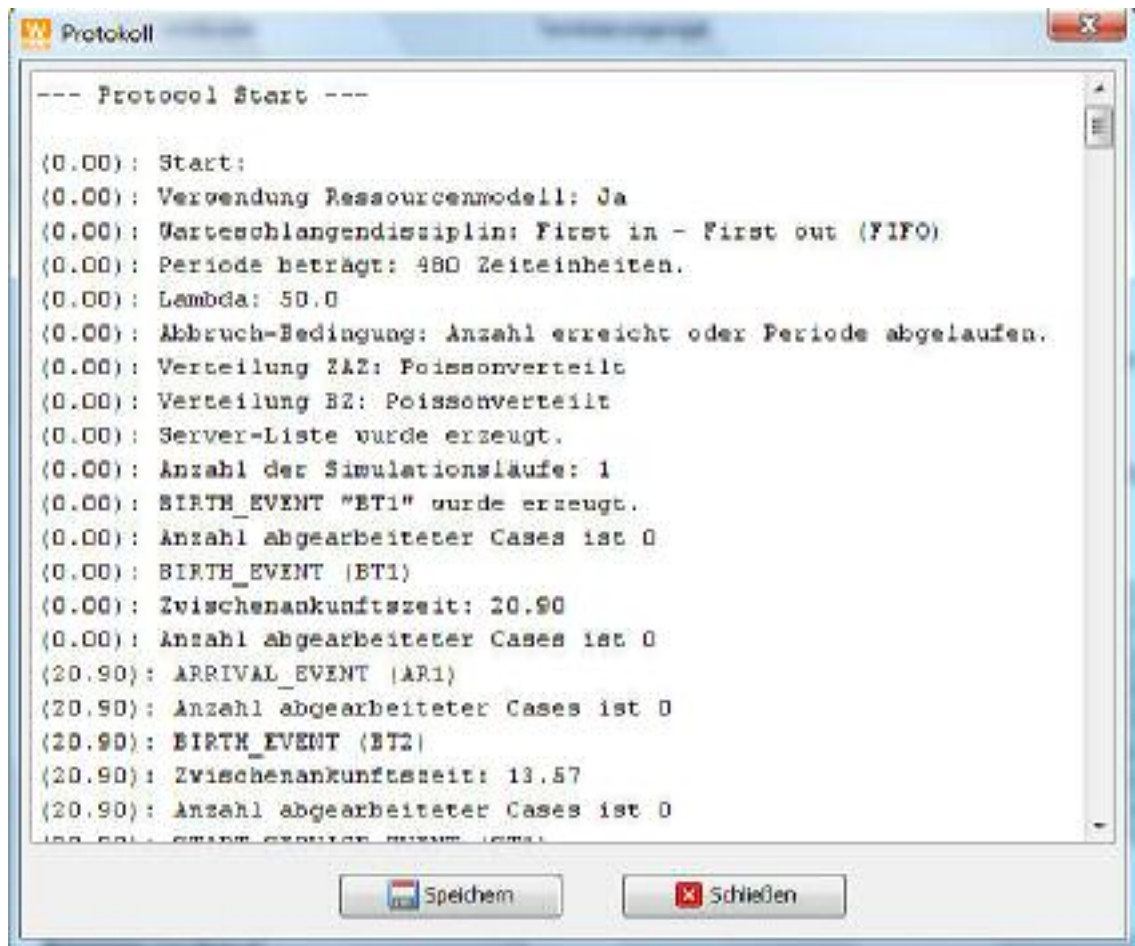 Protokoll
--- Protocol Start ---
(0.00): Start:
(0.00): Verwendung Ressourcenmodell: Ja
(0.00): Warteschlangendisziplin: First in - First out (FIFO)
(0.00): Periode beträgt: 480 Zeiteinheiten.
(0.00): Lambda: 50.0
(0.00): Abbruch-Bedingung: Anzahl erreicht oder Periode abgelaufen.
(0.00): Verteilung ZAZ: Poissonverteilt
(0.00): Verteilung BZ: Poissonverteilt
(0.00): Server-Liste wurde erzeugt.
(0.00): Anzahl der Simulationsläufe: 1
(0.00): BIRTH_EVENT "BT1" wurde erzeugt.
(0.00): Anzahl abgearbeiteter Cases ist 0
(0.00): BIRTH_EVENT (BT1)
(0.00): Zwischenankunftszeit: 20.90
(0.00): Anzahl abgearbeiteter Cases ist 0
(20.90): ARRIVAL_EVENT (AR1)
(20.90): Anzahl abgearbeiteter Cases ist 0
(20.90): BIRTH_EVENT (BT2)
(20.90): Zwischenankunftszeit: 13.57
(20.90): Anzahl abgearbeiteter Cases ist 0
Speichern
Schließen